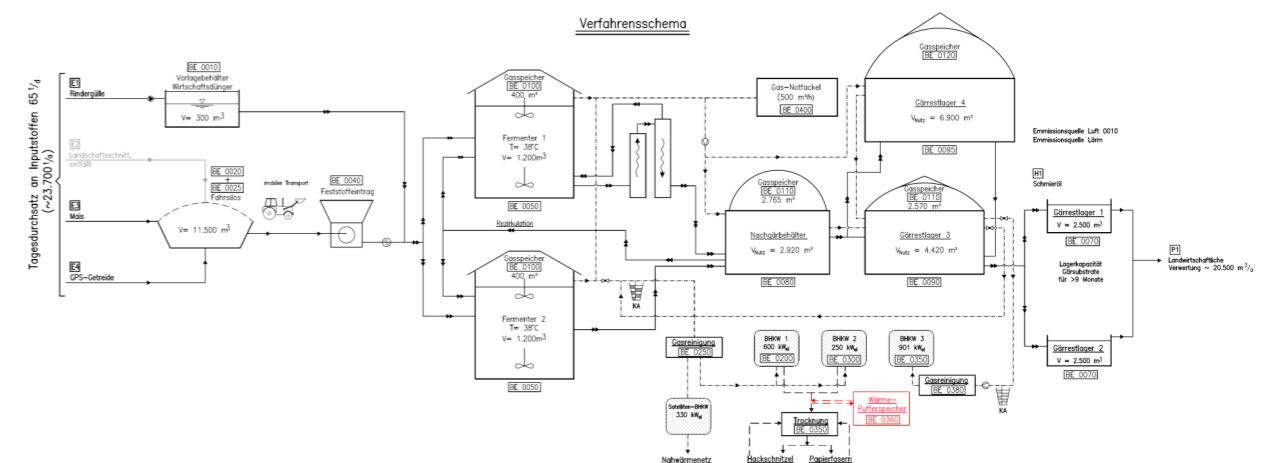 Verfahrensschema
Tagesdurchsatz an Inputstoffen 65 t/d
(~23.700 t/a)
E1
Rindergülle
BE 0010
Vorlagebehälter
Wirtschaftsdünger
V= 300 m³
E2
Landschaftsschnitt,
entfällt
BE 0020
+
BE 0025
Fahrsilos
E3
Mais
V= 11.500 m³
E4
GPS-Getreide
mobiler Transport
BE 0040
Feststoffeintrag
Gasspeicher
BE 0100
400 m³
Fermenter 1
T= 38°C
V= 1.200m³
BE 0050
Rezirkulation
Gasspeicher
BE 0100
400 m³
Fermenter 2
T= 38°C
V= 1.200m³
BE 0050
KA
Gas-Notfackel
(500 m³/h)
BE 0400
Gasspeicher
BE 0110
2.765 m³
Nachgärbehälter
VNutz = 2.920 m³
BE 0080
Gasspeicher
BE 0120
Gärrestlager 4
VNutz = 6.900 m³
BE 0095
Gasspeicher
BE 0110
2.570 m³
Gärrestlager 3
VNutz = 4.420 m³
BE 0090
Emmissionsquelle Luft 0010
Emmissionsquelle Lärm
H1
Schmieröl
Gärrestlager 1
V = 2.500 m³
BE 0070
Lagerkapazität
Gärsubstrate
für >9 Monate
Gärrestlager 2
V = 2.500 m³
BE 0070
P1
Landwirtschaftliche
Verwertung ~ 20.500 m³/a
Gasreinigung
BE 0250
BHKW 1
600 kWel
BE 0200
BHKW 2
250 kWel
BE 0300
BHKW 3
901 kWel
BE 0350
Gasreinigung
BE 0380
KA
Satelliten-BHKW
330 kWel
Nahwärmenetz
Wärme-
Pufferspeicher
BE 0360
Trocknung
BE 0350
Hackschnitzel
Papierfasern